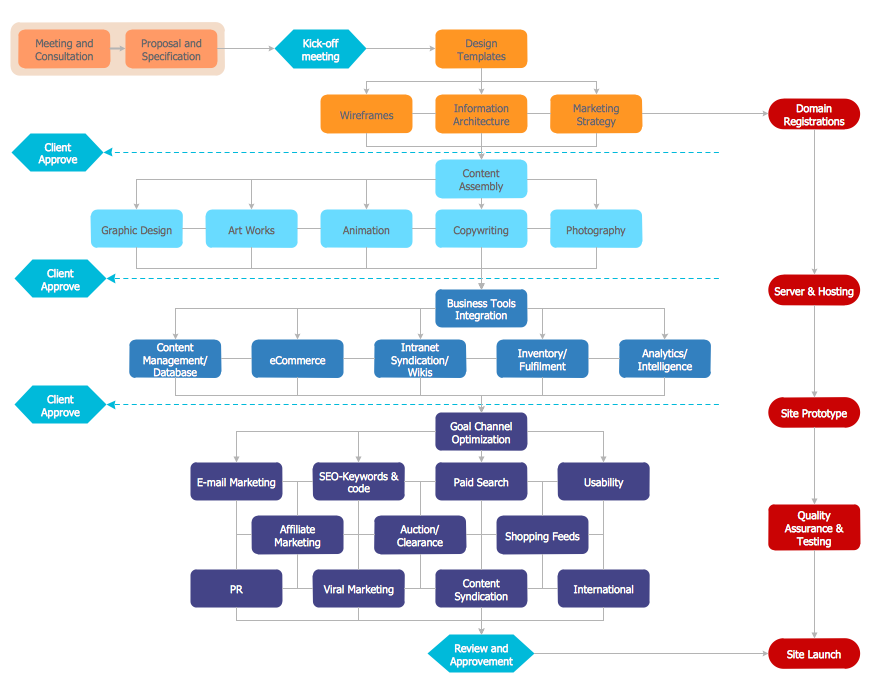 Meeting and
Consultation
Proposal and
Specification
Kick-off
meeting
Design
Templates
Wireframes
Information
Architecture
Marketing
Strategy
Domain
Registrations
Client
Approve
Content
Assembly
Graphic Design
Art Works
Animation
Copywriting
Photography
Client
Approve
Server & Hosting
Business Tools
Integration
Content
Management/
Database
eCommerce
Intranet
Syndication/
Wikis
Inventory/
Fulfilment
Analytics/
Intelligence
Client
Approve
Site Prototype
Goal Channel
Optimization
E-mail Marketing
SEO-Keywords &
code
Paid Search
Usability
Affiliate
Marketing
Auction/
Clearance
Shopping Feeds
Quality
Assurance &
Testing
PR
Viral Marketing
Content
Syndication
International
Review and
Approvement
Site Launch